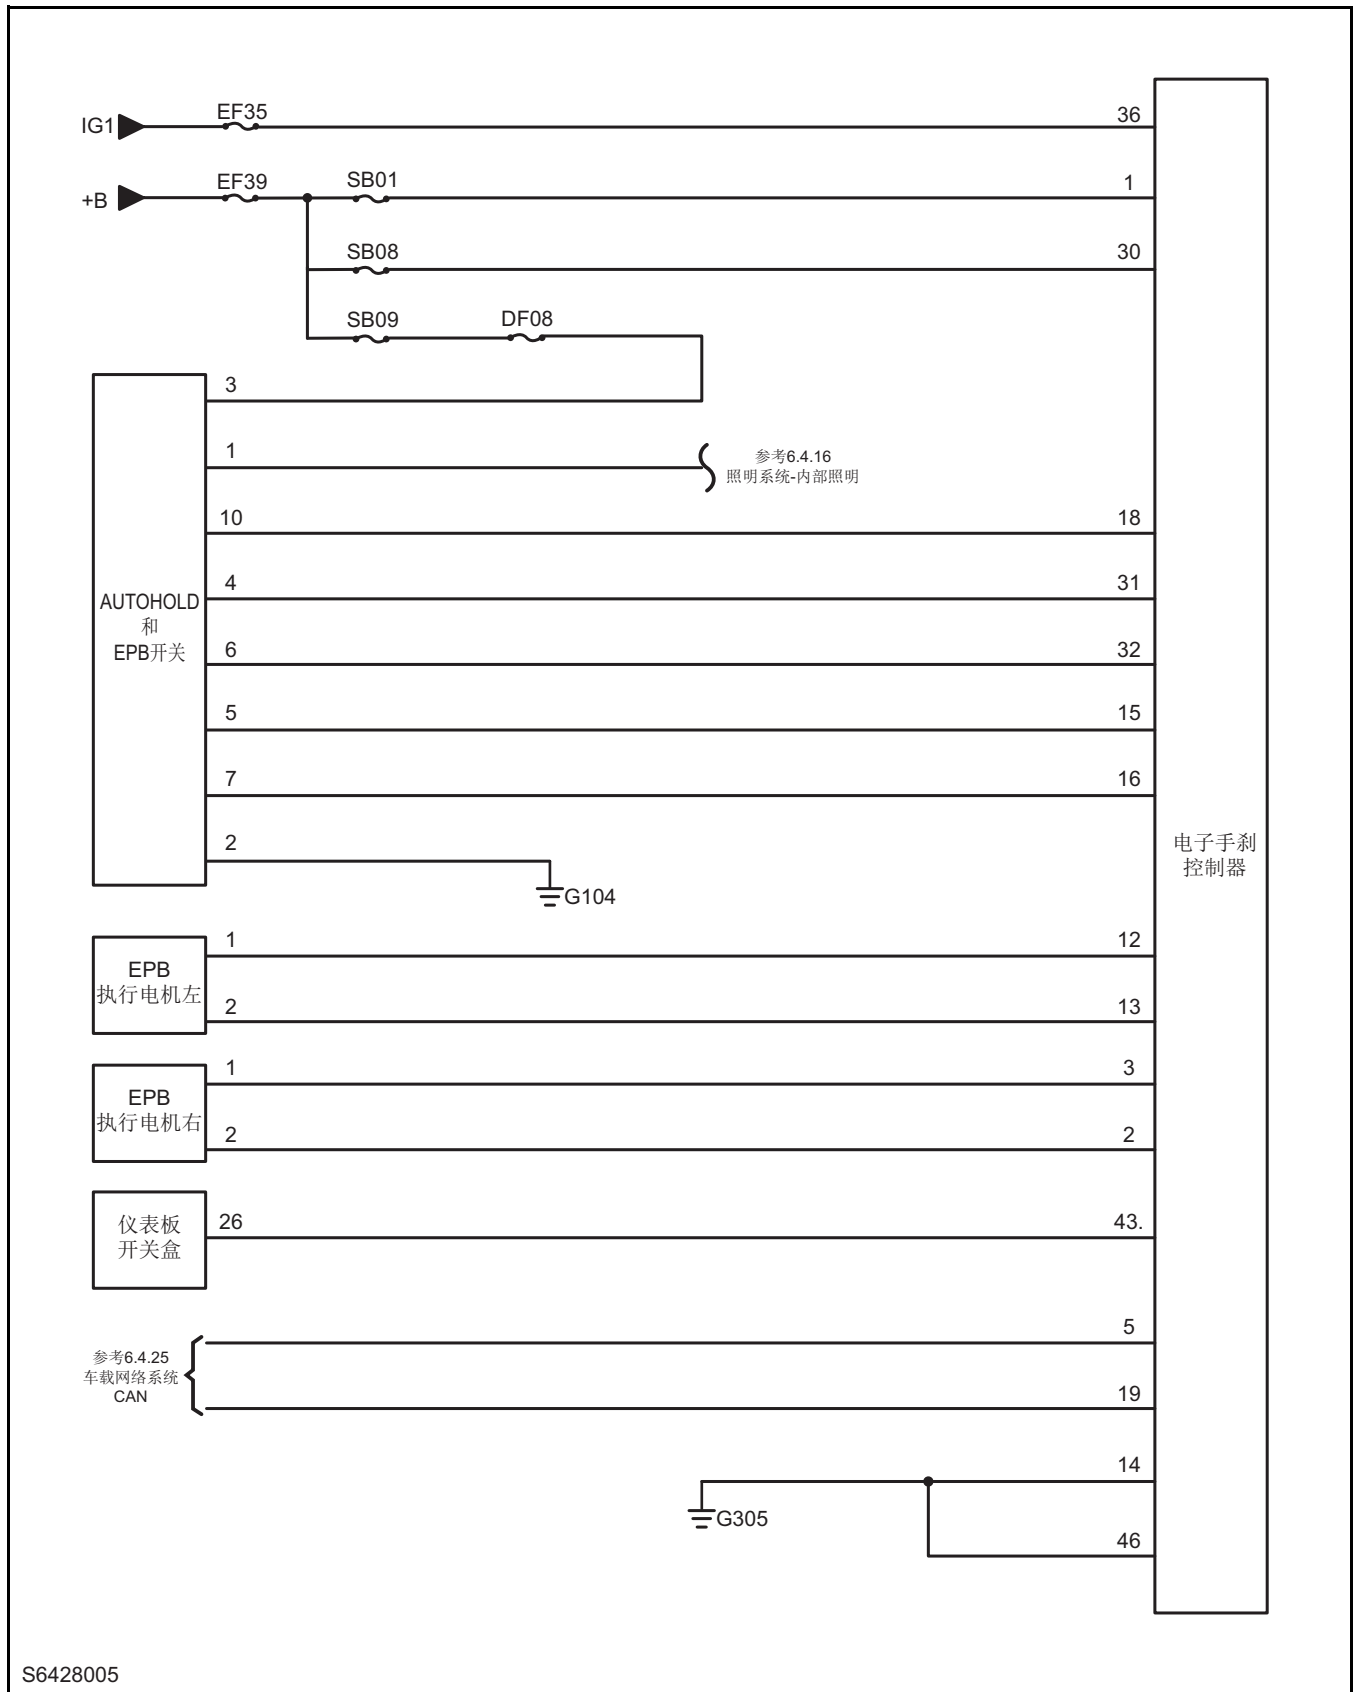 IG1
EF35
36
+B
EF39
SB01
1
SB08
30
SB09
DF08
3
1
参考6.4.16
照明系统-内部照明
10
18
4
31
AUTOHOLD
和
EPB开关
6
32
5
15
7
16
2
G104
电子手刹
控制器
EPB
执行电机左
1
12
2
13
EPB
执行电机右
1
3
2
2
仪表板
开关盒
26
43.
参考6.4.25
车载网络系统
CAN
5
19
14
G305
46
S6428005